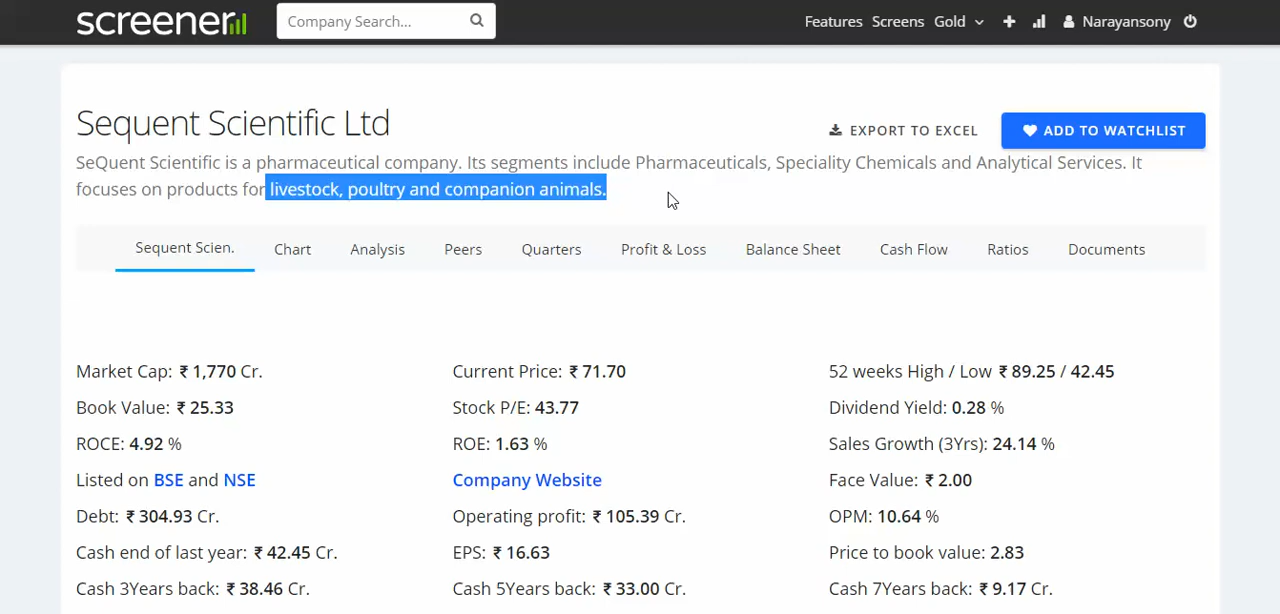 screener
Company Search...
Features Screens Gold Narayansony
Sequent Scientific Ltd
EXPORT TO EXCEL
ADD TO WATCHLIST
SeQuent Scientific is a pharmaceutical company. Its segments include Pharmaceuticals, Speciality Chemicals and Analytical Services. It
focuses on products for livestock, poultry and companion animals.
Sequent Scien. Chart Analysis Peers Quarters Profit & Loss Balance Sheet Cash Flow Ratios Documents
Market Cap: ₹ 1,770 Cr. Current Price: ₹ 71.70 52 weeks High / Low ₹ 89.25 / 42.45
Book Value: ₹ 25.33 Stock P/E: 43.77 Dividend Yield: 0.28 %
ROCE: 4.92 % ROE: 1.63 % Sales Growth (3Yrs): 24.14 %
Listed on BSE and NSE Company Website Face Value: ₹ 2.00
Debt: ₹ 304.93 Cr. Operating profit: ₹ 105.39 Cr. OPM: 10.64 %
Cash end of last year: ₹ 42.45 Cr. EPS: ₹ 16.63 Price to book value: 2.83
Cash 3Years back: ₹ 38.46 Cr. Cash 5Years back: ₹ 33.00 Cr. Cash 7Years back: ₹ 9.17 Cr.